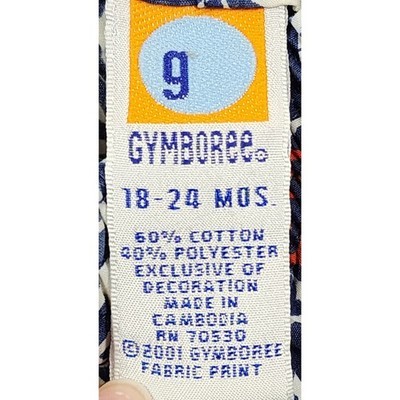 g
GYMBOREE®
18-24 MOS.
60% COTTON
40% POLYESTER
EXCLUSIVE OF
DECORATION
MADE IN
CAMBODIA
RN 70530
©2001 GYMBOREE
FABRIC PRINT